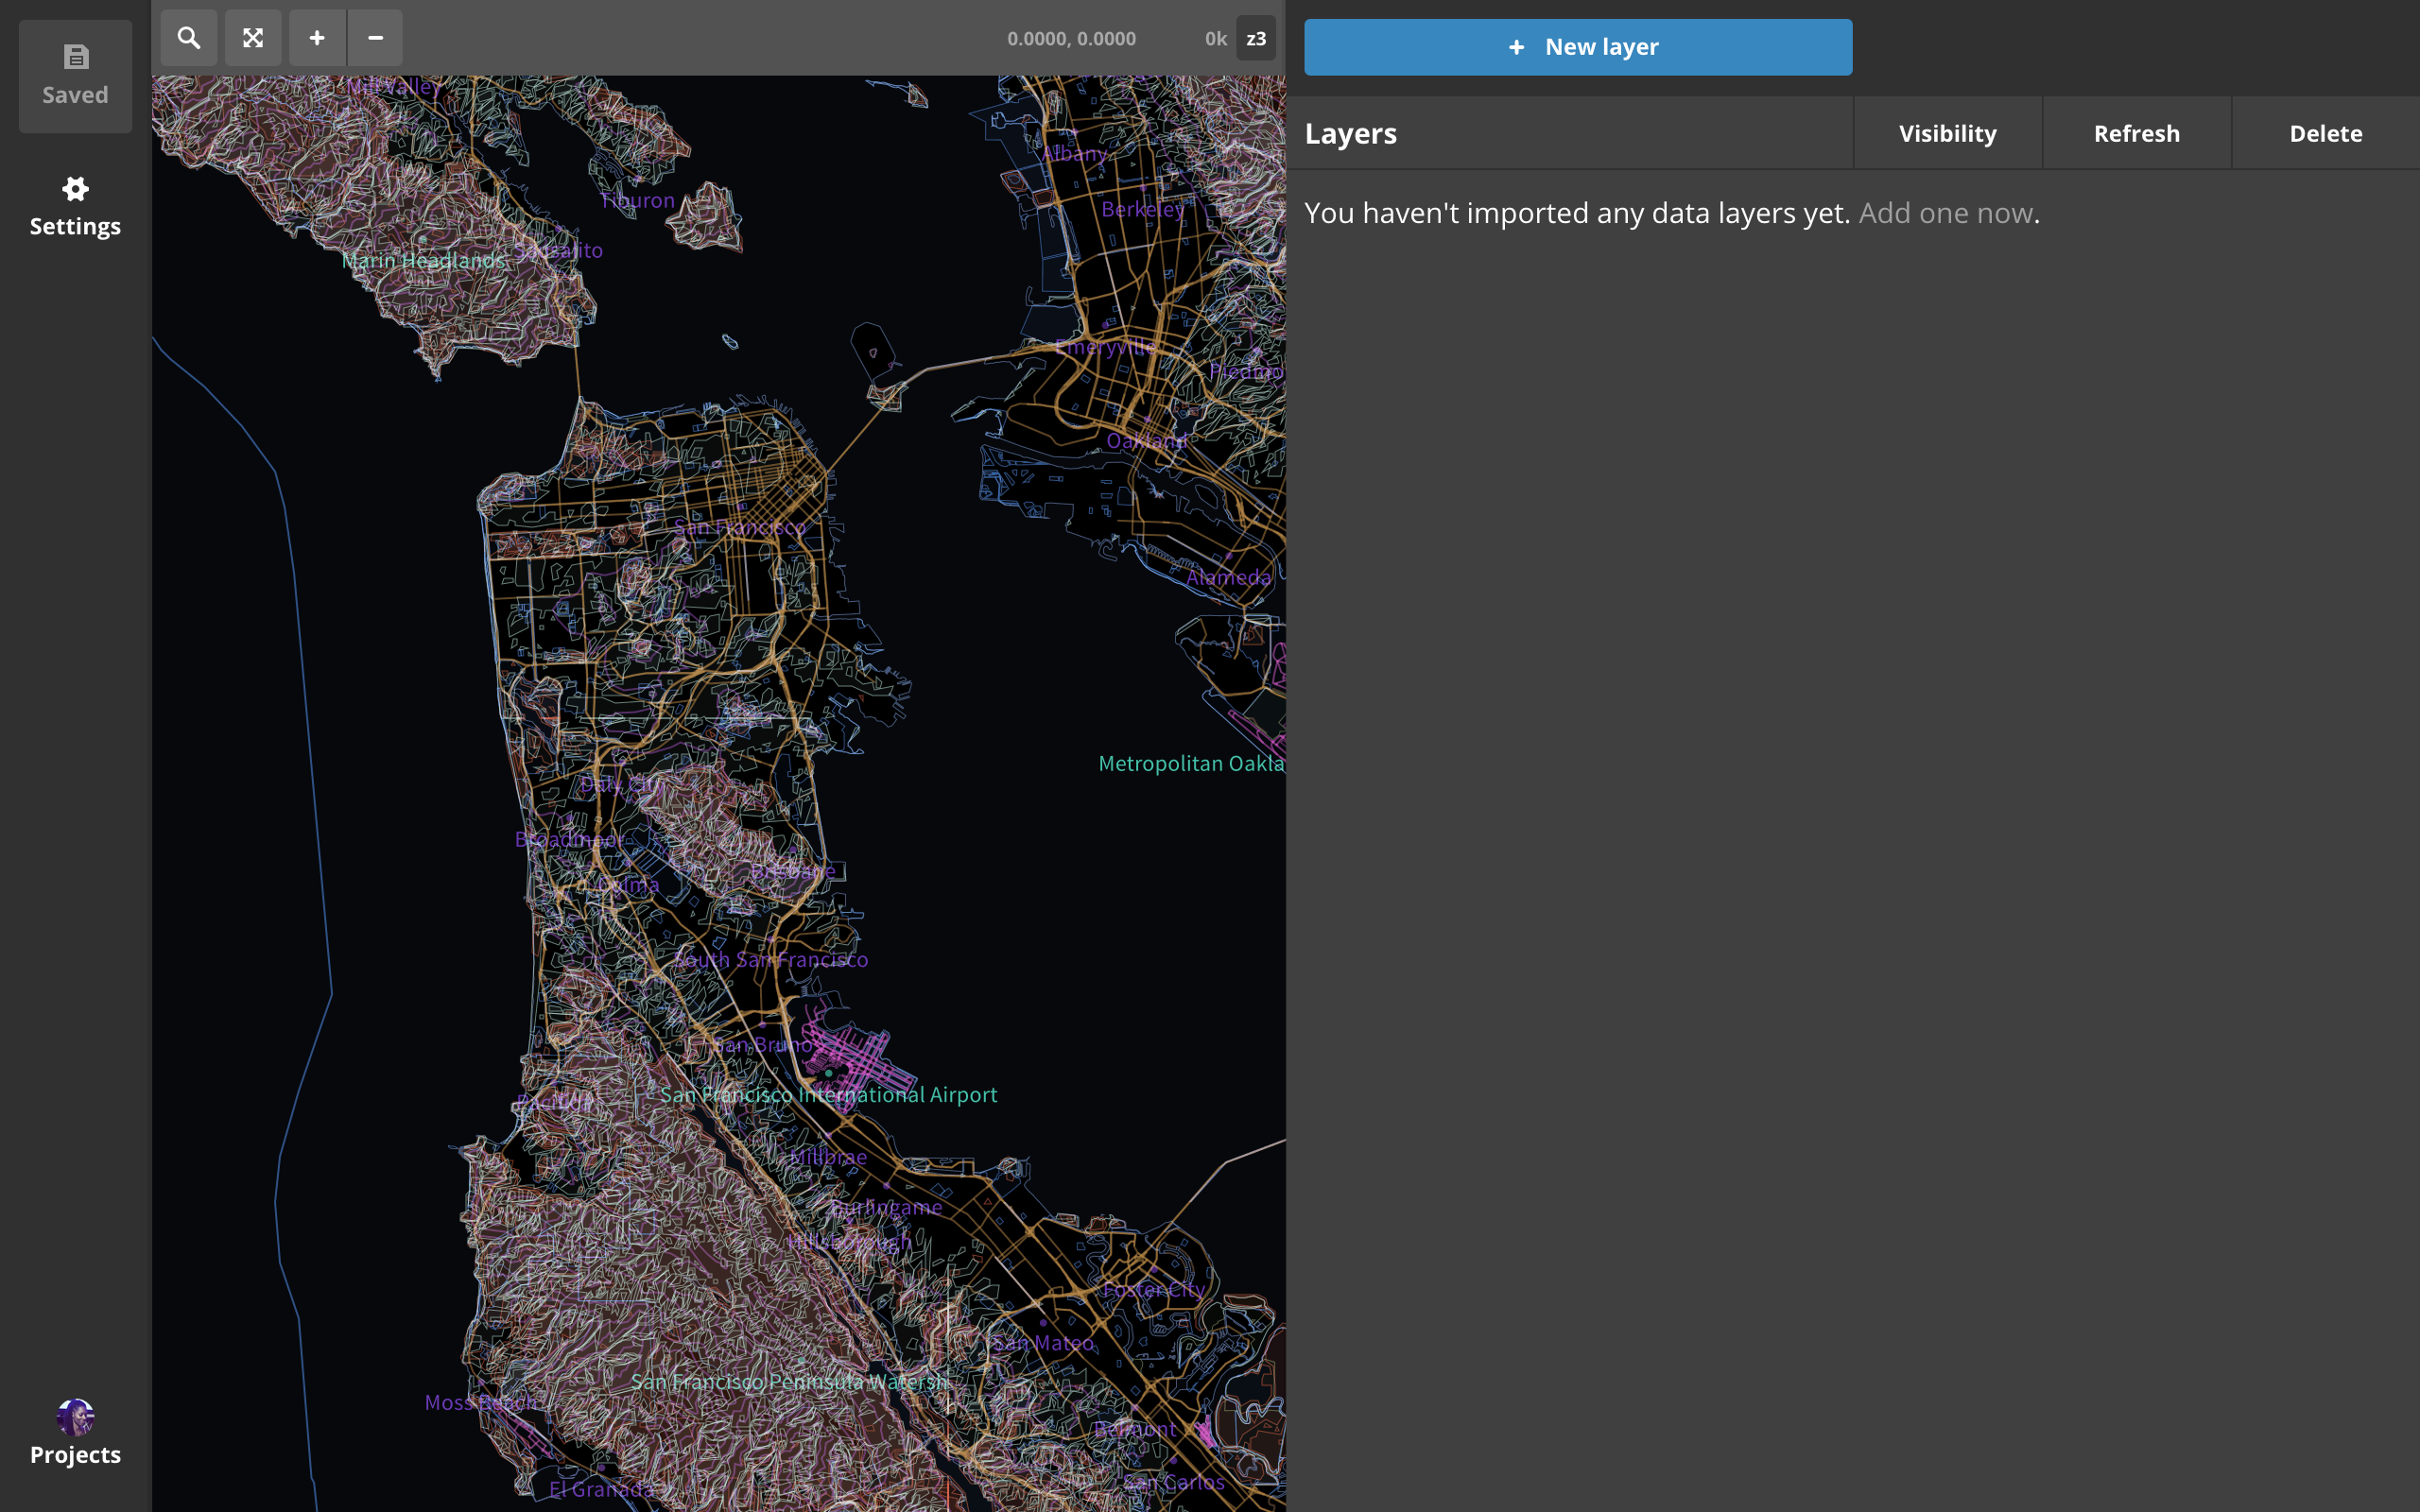 Saved
Settings
Projects
0.0000, 0.0000
0k
z3
New layer
Layers
Visibility
Refresh
Delete
You haven't imported any data layers yet. Add one now.
Mill Valley
Albany
Tiburon
Berkeley
Sausalito
Marin Headlands
Emeryville
Piedmo
Oakland
San Francisco
Alameda
Metropolitan Oakla
Daly City
Broadmoor
Brisbane
Colma
South San Francisco
San Bruno
San Francisco International Airport
Pacifica
Millbrae
Burlingame
Hillsborough
Foster City
San Mateo
San Francisco Peninsula Watersh
Moss Beach
Belmont
San Carlos
El Granada